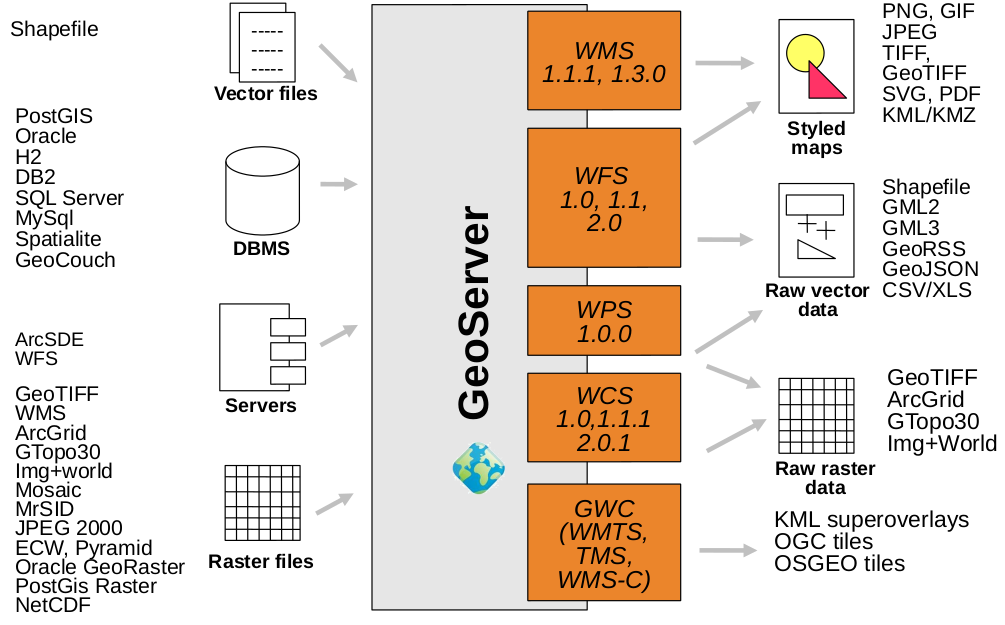 Shapefile
Vector files
PostGIS
Oracle
H2
DB2
SQL Server
MySql
Spatialite
GeoCouch
DBMS
ArcSDE
WFS
Servers
GeoTIFF
WMS
ArcGrid
GTopo30
Img+world
Mosaic
MrSID
JPEG 2000
ECW, Pyramid
Oracle GeoRaster
PostGis Raster
NetCDF
Raster files
GeoServer
WMS
1.1.1, 1.3.0
WFS
1.0, 1.1,
2.0
WPS
1.0.0
WCS
1.0,1.1.1
2.0.1
GWC
(WMTS,
TMS,
WMS-C)
Styled
maps
PNG, GIF
JPEG
TIFF,
GeoTIFF
SVG, PDF
KML/KMZ
Raw vector
data
Shapefile
GML2
GML3
GeoRSS
GeoJSON
CSV/XLS
Raw raster
data
GeoTIFF
ArcGrid
GTopo30
Img+World
KML superoverlays
OGC tiles
OSGEO tiles